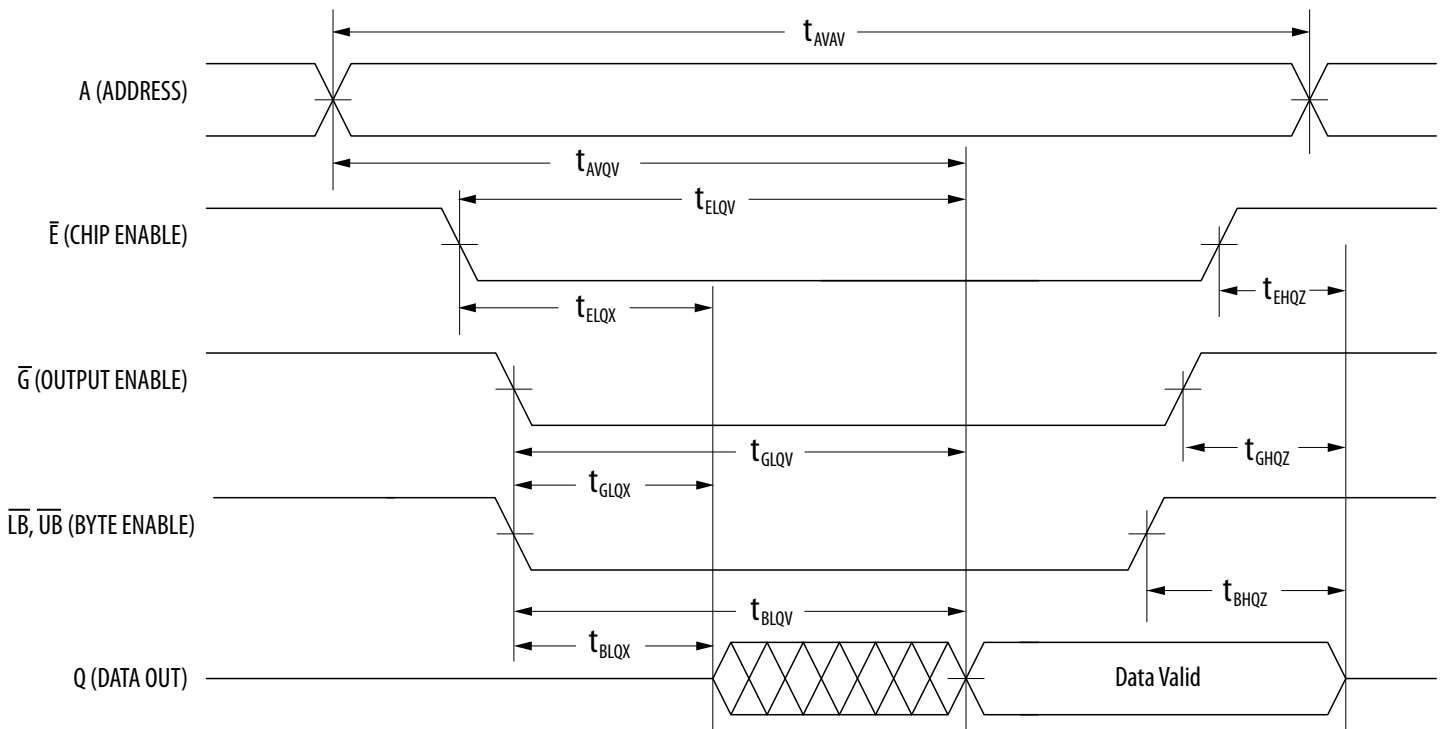 tAVAV
A (ADDRESS)
tAVQV
tELQV
E̅ (CHIP ENABLE)
tELQX
tEHQZ
G̅ (OUTPUT ENABLE)
tGLQV
tGHQZ
tGLQX
L̅B̅, U̅B̅ (BYTE ENABLE)
tBHQZ
tBLQV
tBLQX
Q (DATA OUT)
Data Valid